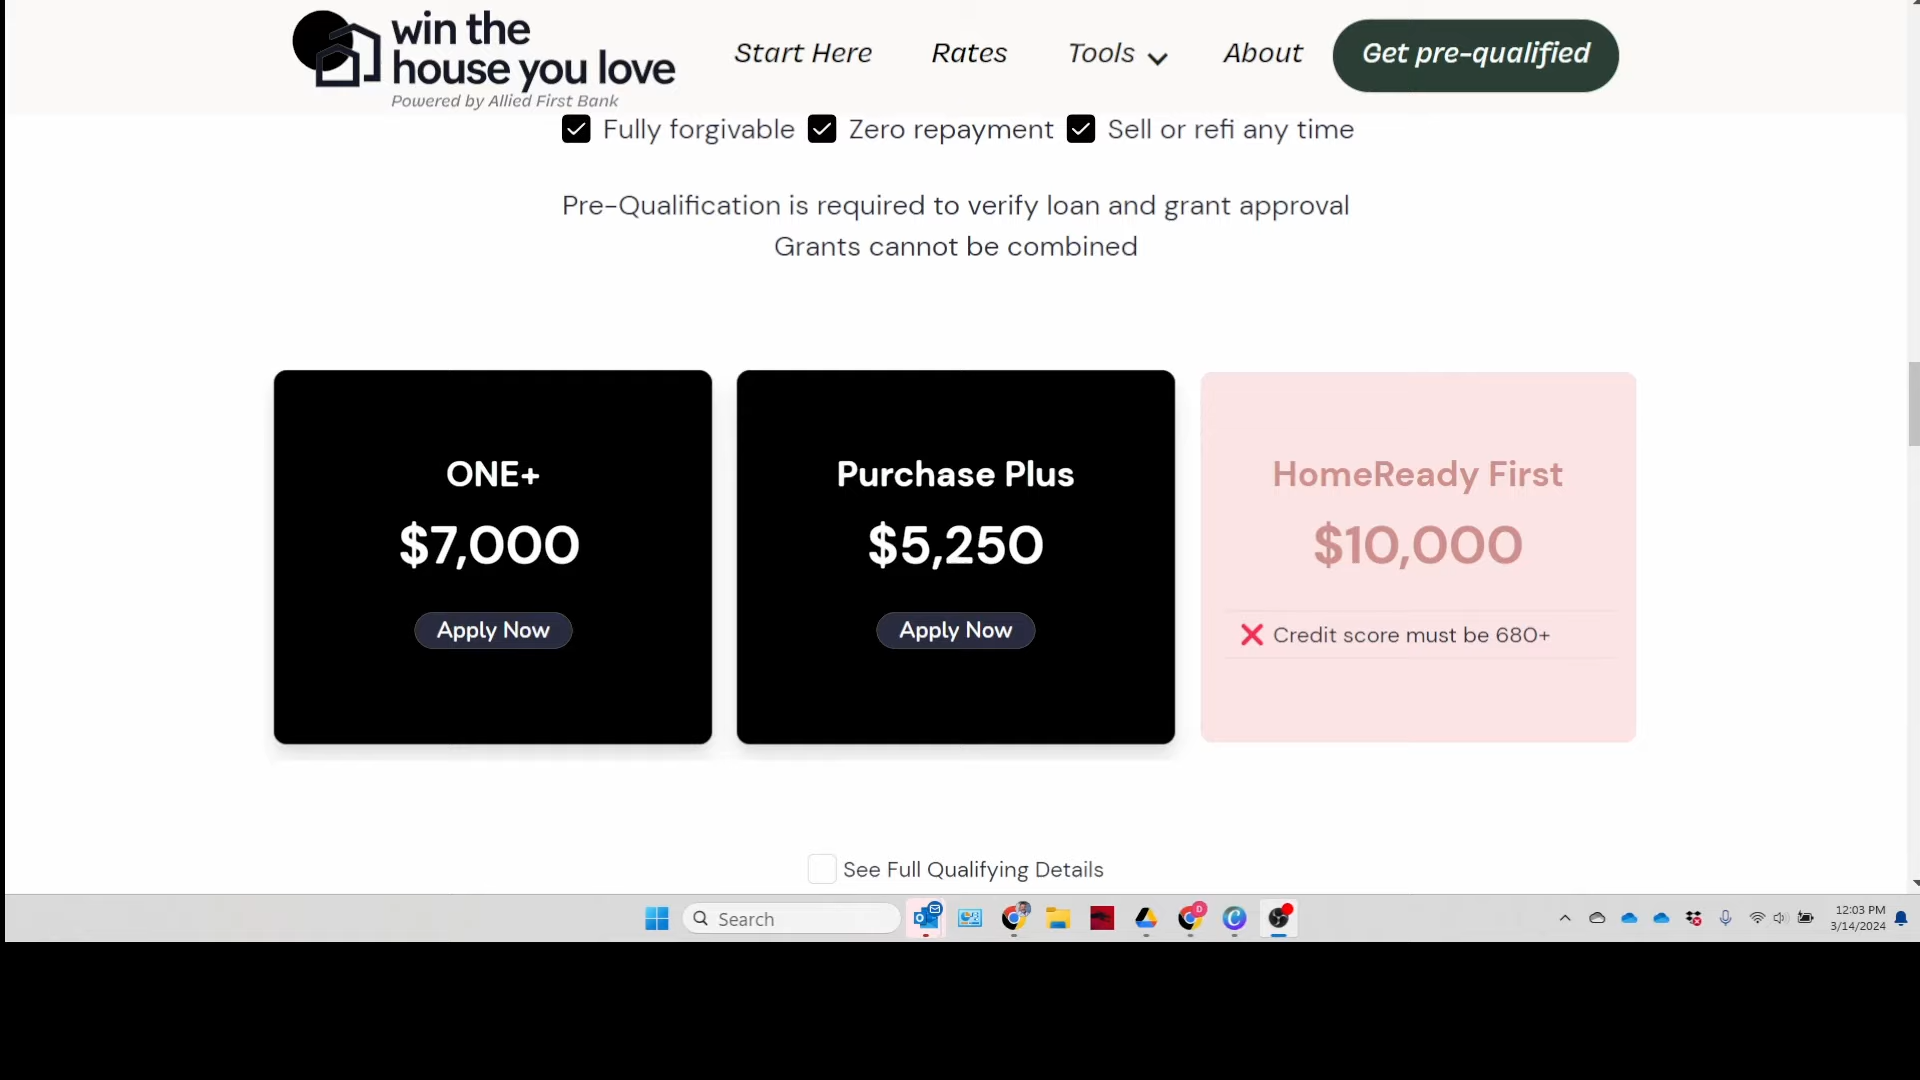 win the
house you love
Powered by Allied First Bank
Start Here
Rates
Tools
About
Get pre-qualified
Fully forgivable
Zero repayment
Sell or refi any time
Pre-Qualification is required to verify loan and grant approval
Grants cannot be combined
ONE+
$7,000
Apply Now
Purchase Plus
$5,250
Apply Now
HomeReady First
$10,000
Credit score must be 680+
See Full Qualifying Details
Search
12:03 PM
3/14/2024